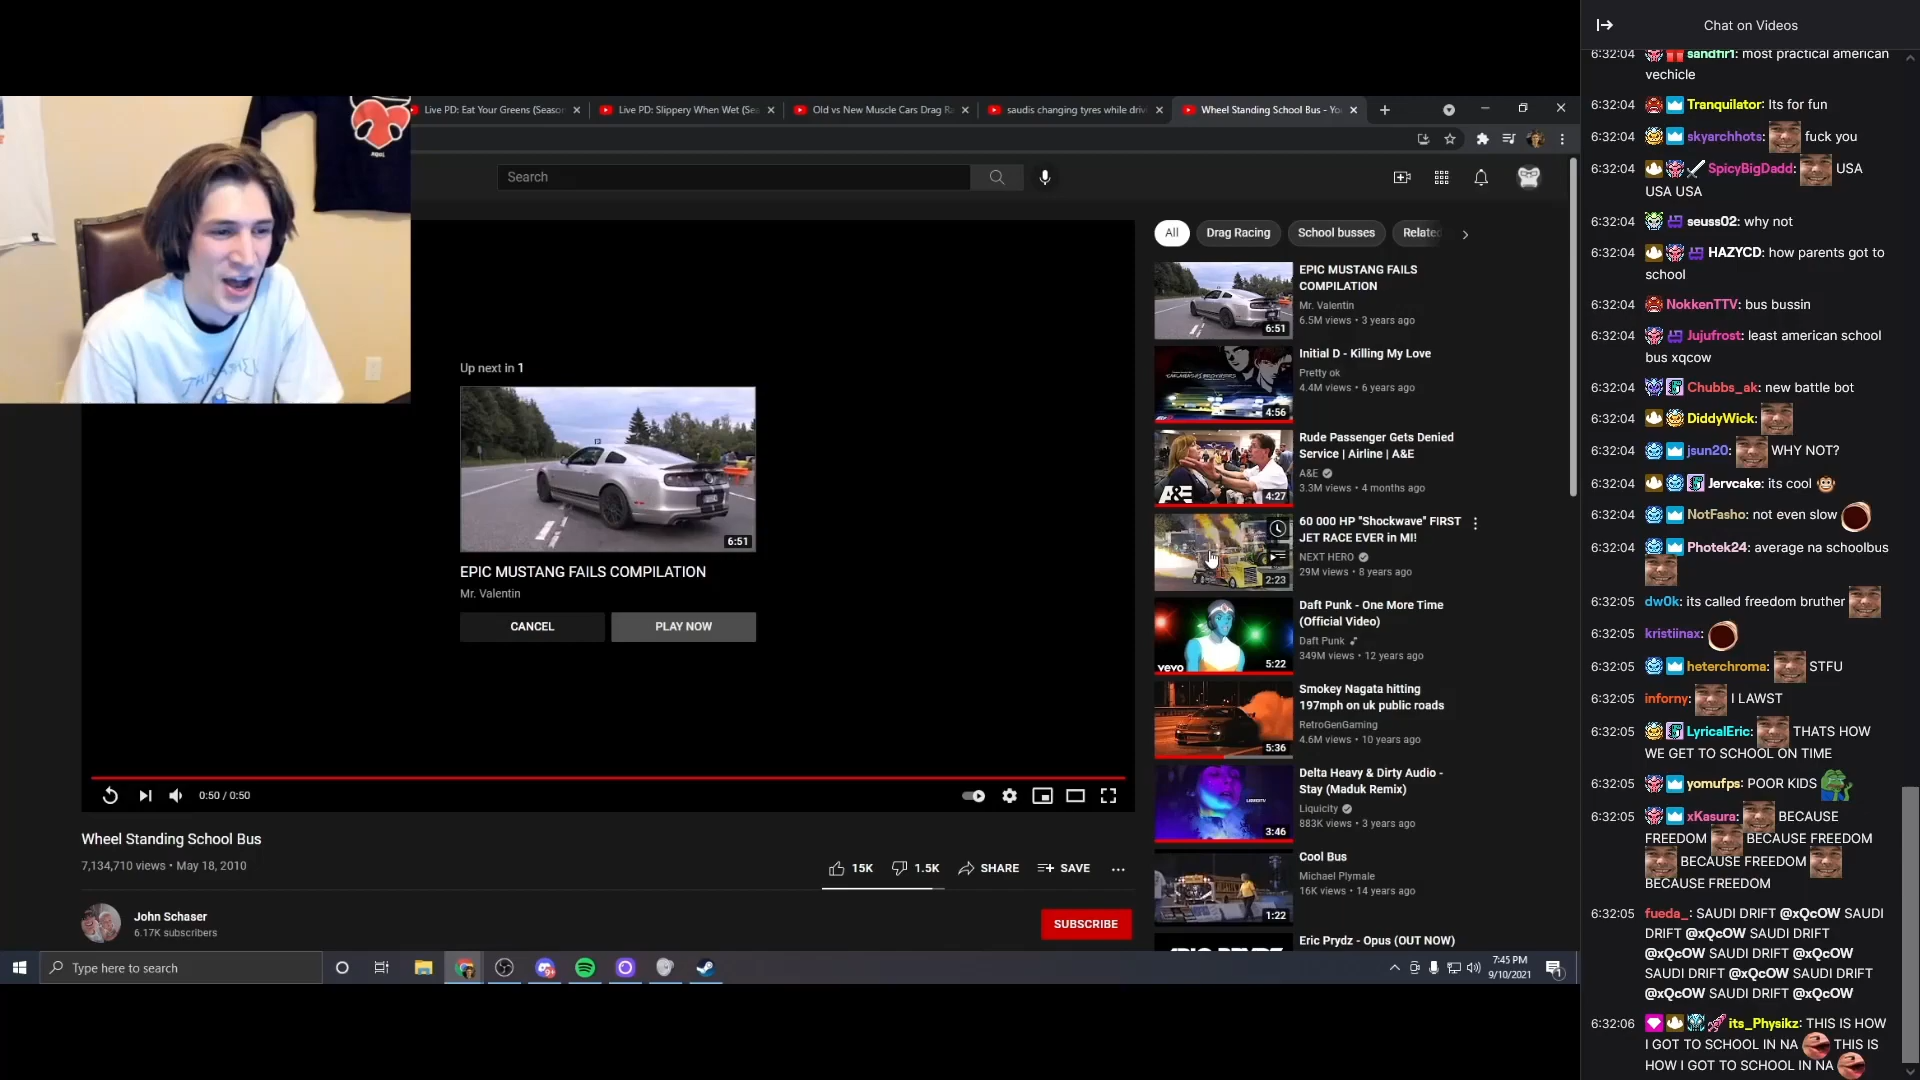 Live PD: Eat Your Greens (Season
Live PD: Slippery When Wet (Sea
Old vs New Muscle Cars Drag Ra
saudis changing tyres while driv
Wheel Standing School Bus - Yo
Search
Up next in 1
6:51
EPIC MUSTANG FAILS COMPILATION
Mr. Valentin
CANCEL
PLAY NOW
0:50 / 0:50
Wheel Standing School Bus
7,134,710 views • May 18, 2010
15K
1.5K
SHARE
SAVE
John Schaser
6.17K subscribers
SUBSCRIBE
All
Drag Racing
School busses
Related
6:51
EPIC MUSTANG FAILS
COMPILATION
Mr. Valentin
6.5M views • 3 years ago
4:56
Initial D - Killing My Love
Pretty ok
4.4M views • 6 years ago
A&E
4:27
Rude Passenger Gets Denied
Service | Airline | A&E
A&E
3.3M views • 4 months ago
2:23
60 000 HP "Shockwave" FIRST
JET RACE EVER in MI!
NEXT HERO
29M views • 8 years ago
vevo
5:22
Daft Punk - One More Time
(Official Video)
Daft Punk
349M views • 12 years ago
5:36
Smokey Nagata hitting
197mph on uk public roads
RetroGenGaming
4.6M views • 10 years ago
3:46
Delta Heavy & Dirty Audio -
Stay (Maduk Remix)
Liquicity
883K views • 3 years ago
1:22
Cool Bus
Michael Plymale
16K views • 14 years ago
Eric Prydz - Opus (OUT NOW)
Type here to search
7:45 PM
9/10/2021
Chat on Videos
6:32:04 sandfir1: most practical american
vechicle
6:32:04 Tranquilator: Its for fun
6:32:04 skyarchhots: fuck you
6:32:04 SpicyBigDadd: USA
USA USA
6:32:04 seuss02: why not
6:32:04 HAZYCD: how parents got to
school
6:32:04 NokkenTTV: bus bussin
6:32:04 Jujufrost: least american school
bus xqcow
6:32:04 Chubbs_ak: new battle bot
6:32:04 DiddyWick:
6:32:04 jsun20: WHY NOT?
6:32:04 Jervcake: its cool
6:32:04 NotFasho: not even slow
6:32:04 Photek24: average na schoolbus
6:32:05 dw0k: its called freedom bruther
6:32:05 kristiinax:
6:32:05 heterchroma: STFU
6:32:05 inforny: I LAWST
6:32:05 LyricalEric: THATS HOW
WE GET TO SCHOOL ON TIME
6:32:05 yomufps: POOR KIDS
6:32:05 xKasura: BECAUSE
FREEDOM BECAUSE FREEDOM
BECAUSE FREEDOM
BECAUSE FREEDOM
6:32:05 fueda_: SAUDI DRIFT @xQcOW SAUDI
DRIFT @xQcOW SAUDI DRIFT
@xQcOW SAUDI DRIFT @xQcOW
SAUDI DRIFT @xQcOW SAUDI DRIFT
@xQcOW SAUDI DRIFT @xQcOW
6:32:06 its_Physikz: THIS IS HOW
I GOT TO SCHOOL IN NA THIS IS
HOW I GOT TO SCHOOL IN NA